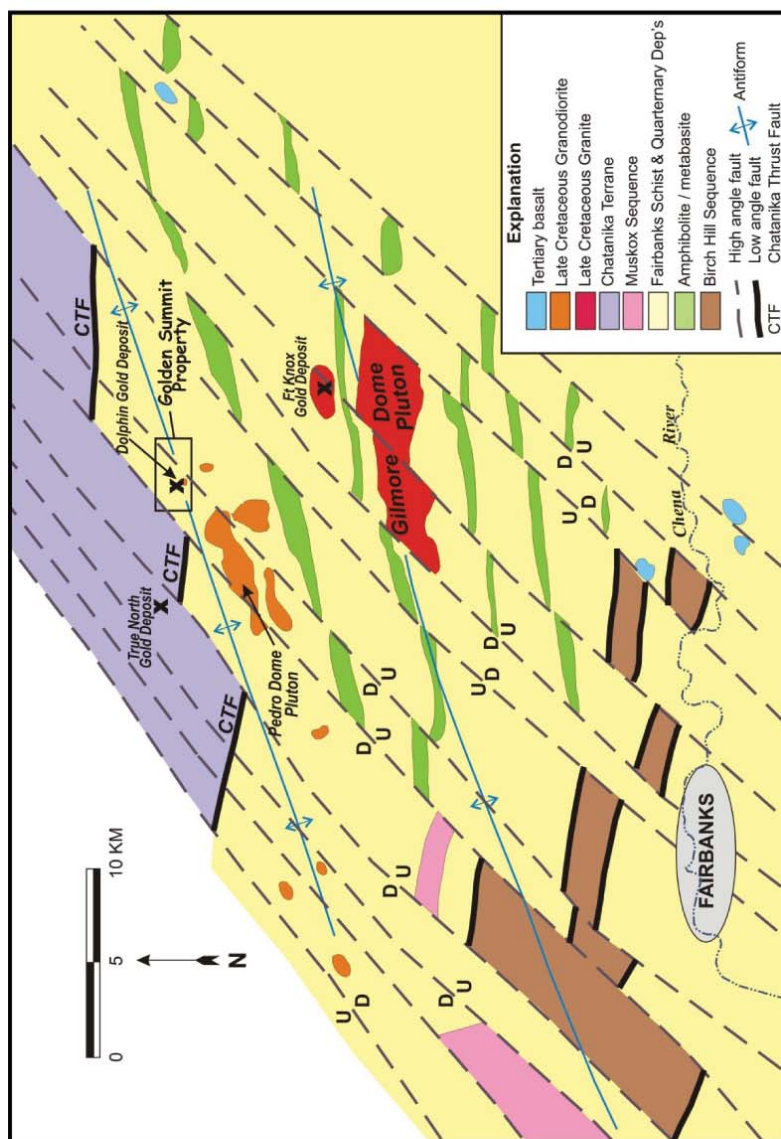 10 KM
5
0
N
CTF
CTF
CTF
True North
Gold Deposit
Dolphin Gold Deposit
Golden Summit
Property
Pedro Dome
Pluton
Ft Knox
Gold Deposit
Gilmore
Dome
Pluton
U
D
D
U
D
U
D
U
D
U
U
D
D
U
U
D
D
U
FAIRBANKS
Chena
River
Explanation
Tertiary basalt
Late Cretaceous Granodiorite
Late Cretaceous Granite
Chatanika Terrane
Muskox Sequence
Fairbanks Schist & Quarternary Dep's
Amphibolite / metabasite
Birch Hill Sequence
High angle fault
Antiform
Low angle fault
CTF
Chatanika Thrust Fault